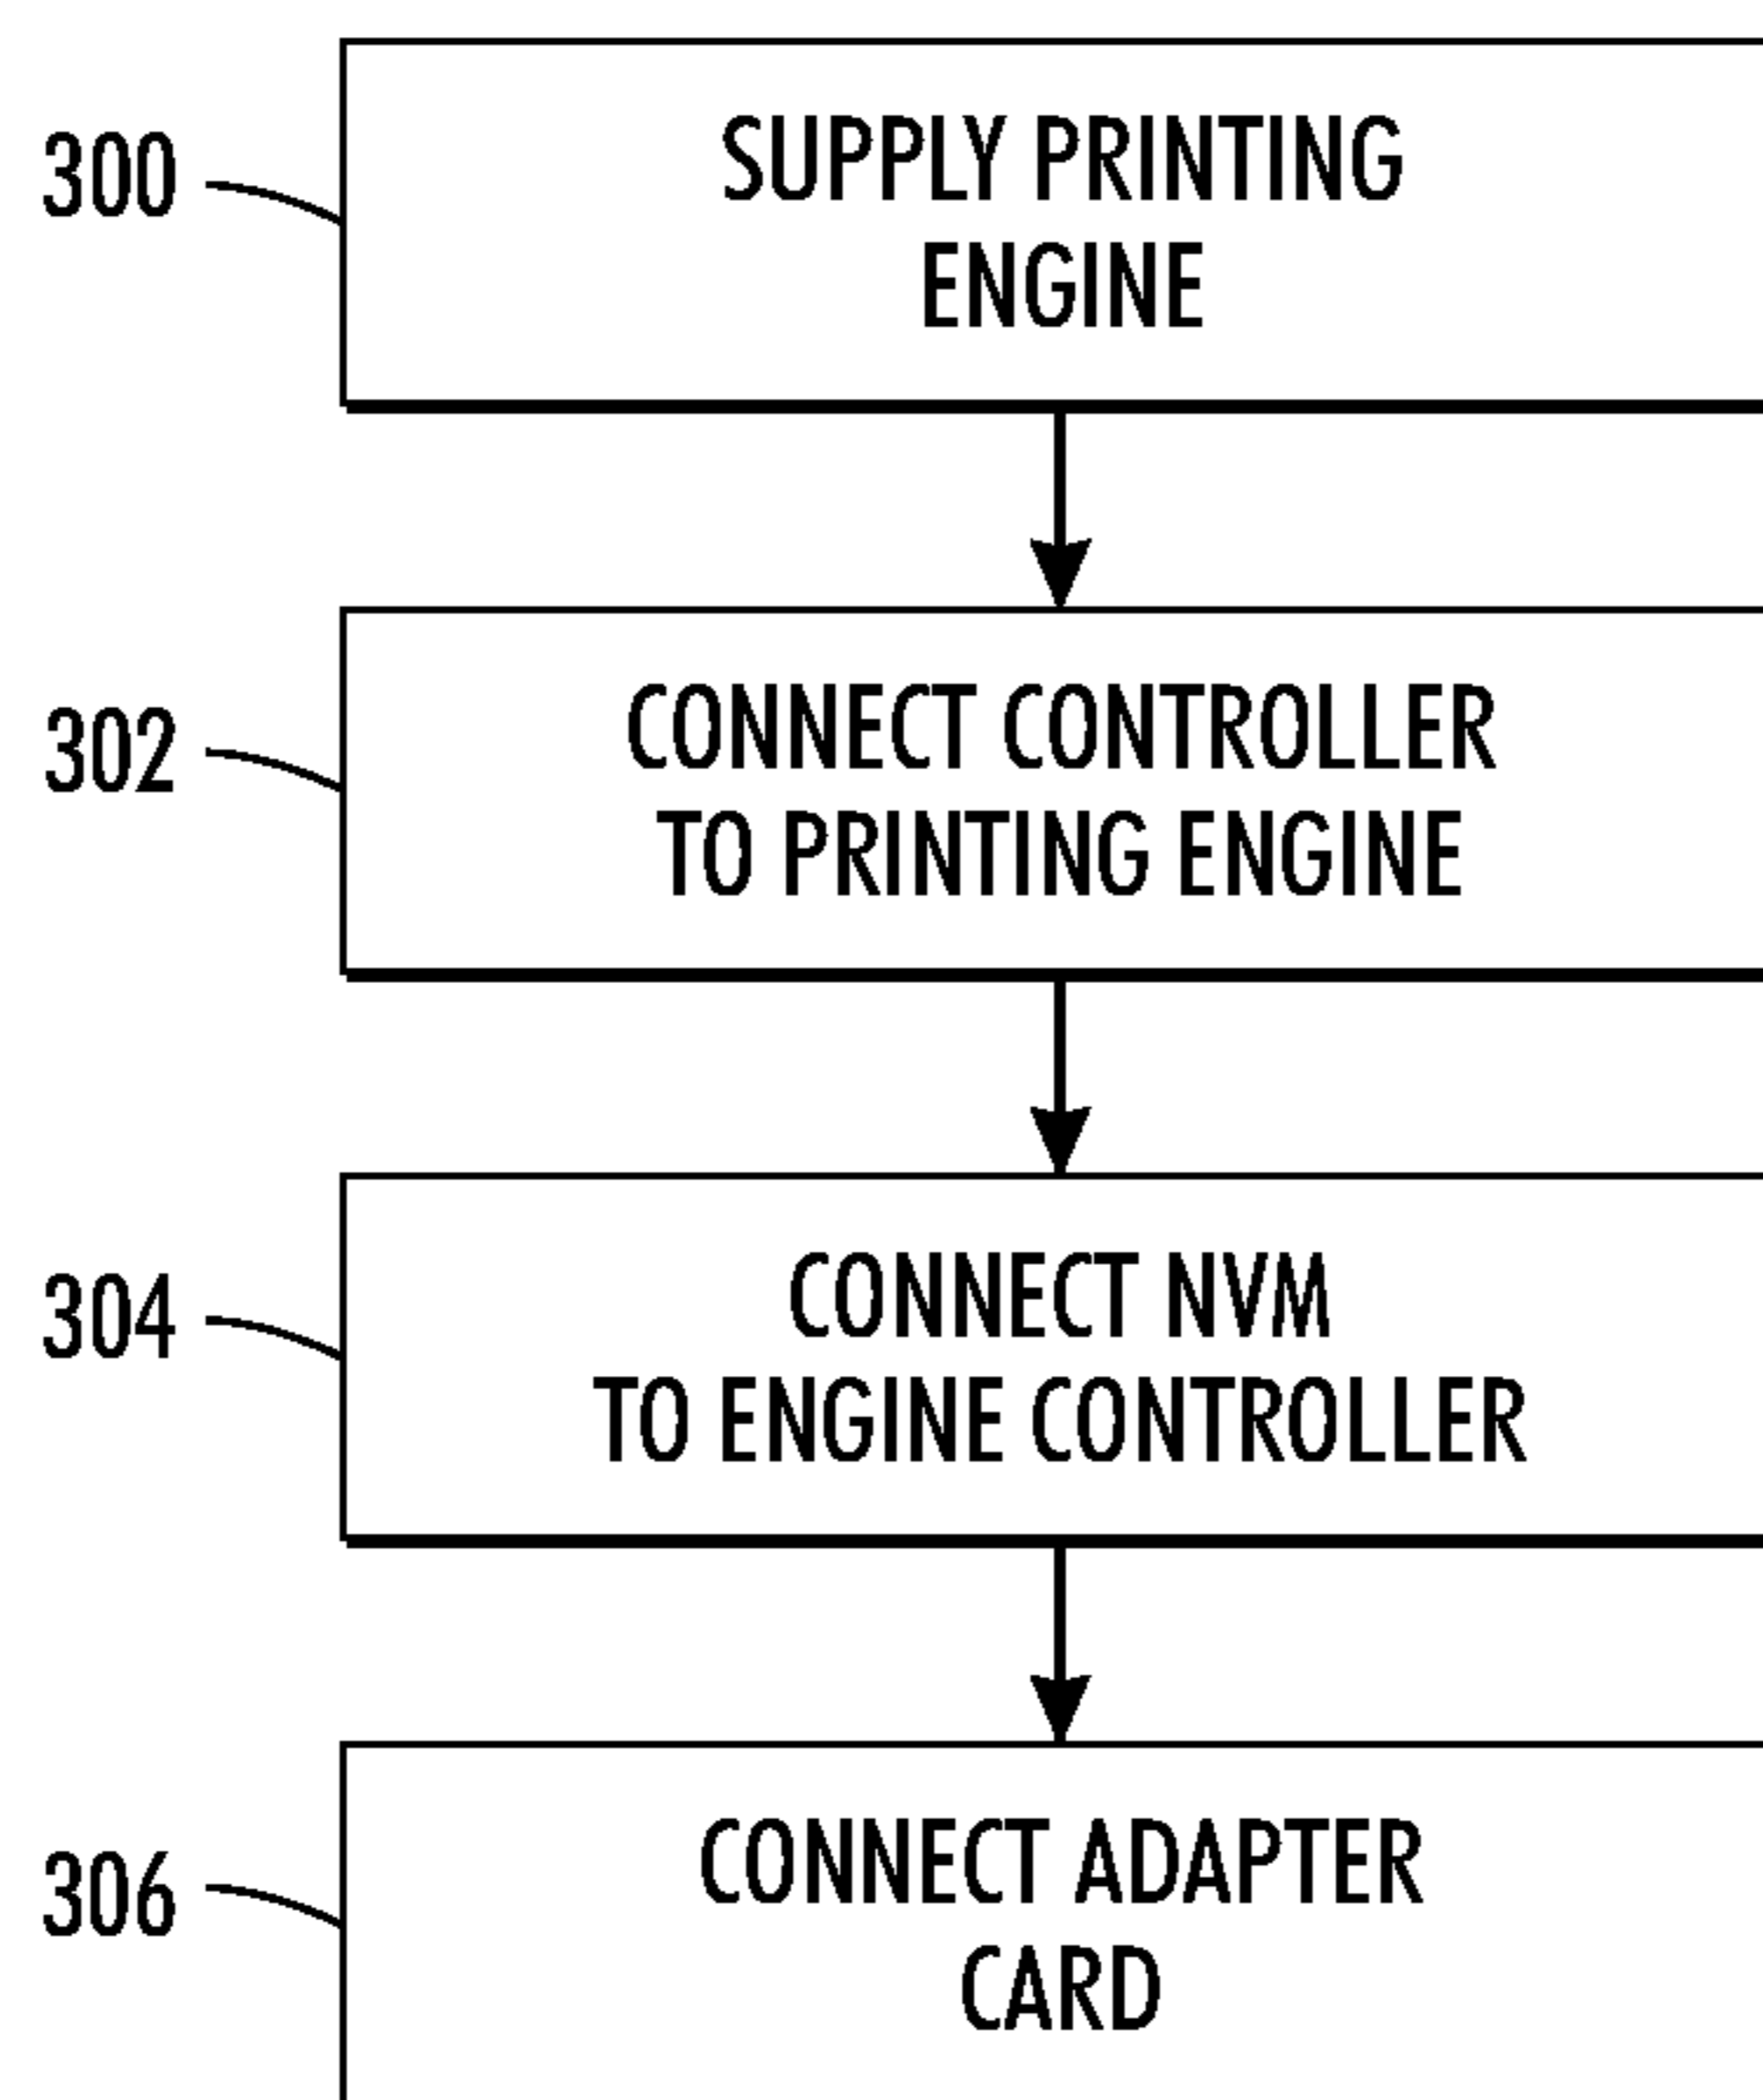 300
SUPPLY PRINTING
ENGINE
302
CONNECT CONTROLLER
TO PRINTING ENGINE
304
CONNECT NVM
TO ENGINE CONTROLLER
306
CONNECT ADAPTER
CARD